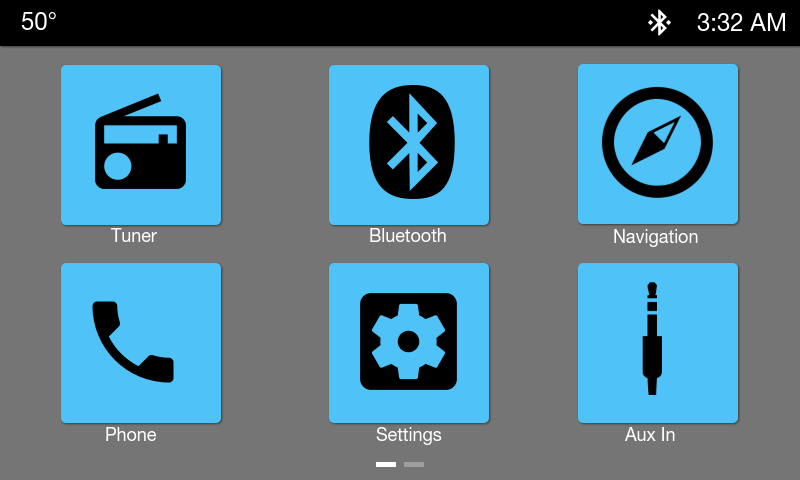 50°
3:32 AM
Tuner
Bluetooth
Navigation
Phone
Settings
Aux In